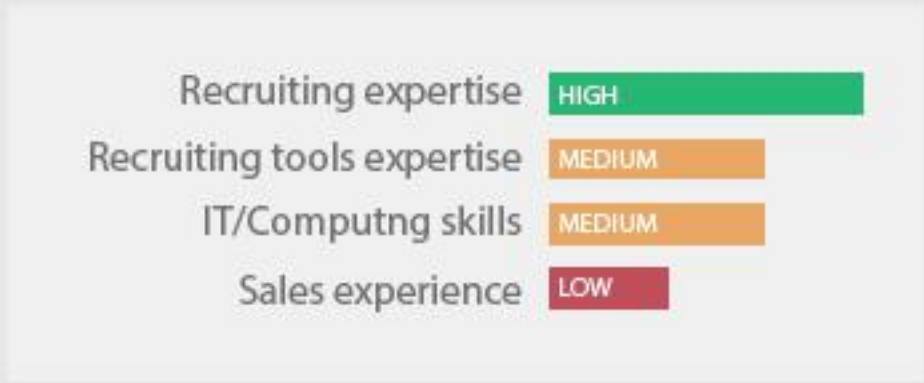 Recruiting expertise HIGH
Recruiting tools expertise MEDIUM
IT/Computng skills MEDIUM
Sales experience LOW